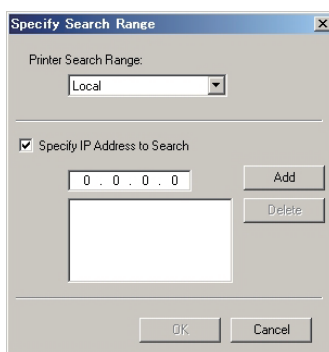 Specify Search Range
Printer Search Range:
Local
Specify IP Address to Search
0 . 0 . 0 . 0
Add
Delete
OK
Cancel